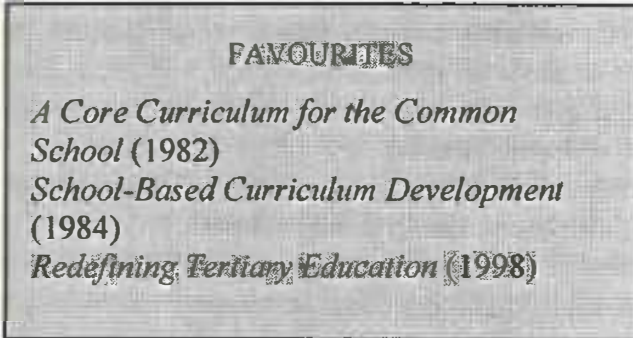 FAVOURITES
A Core Curriculum for the Common
School (1982)
School-Based Curriculum Development
(1984)
Redefining Tertiary Education (1998)